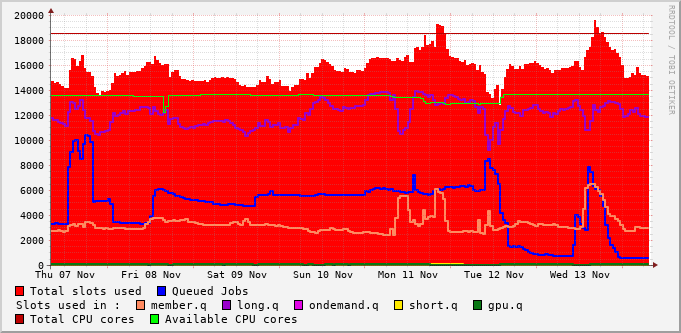 20000
18000
16000
14000
12000
10000
8000
6000
4000
2000
0
Thu 07 Nov Fri 08 Nov Sat 09 Nov Sun 10 Nov Mon 11 Nov Tue 12 Nov Wed 13 Nov
RRDTOOL / TOBI OETIKER
Total slots used Queued Jobs
Slots used in : member.q long.q ondemand.q short.q gpu.q
Total CPU cores Available CPU cores